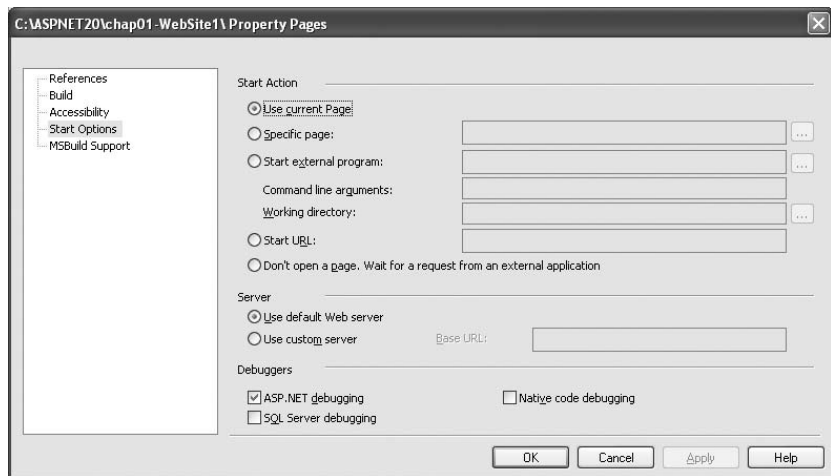 C:\ASPNET20\chap01-WebSite1\ Property Pages
References
Build
Accessibility
Start Options
MSBuild Support
Start Action
Use current Page
Specific page:
...
Start external program:
...
Command line arguments:
Working directory:
...
Start URL:
Don't open a page. Wait for a request from an external application
Server
Use default Web server
Use custom server
Base URL:
Debuggers
ASP.NET debugging
Native code debugging
SQL Server debugging
OK
Cancel
Apply
Help